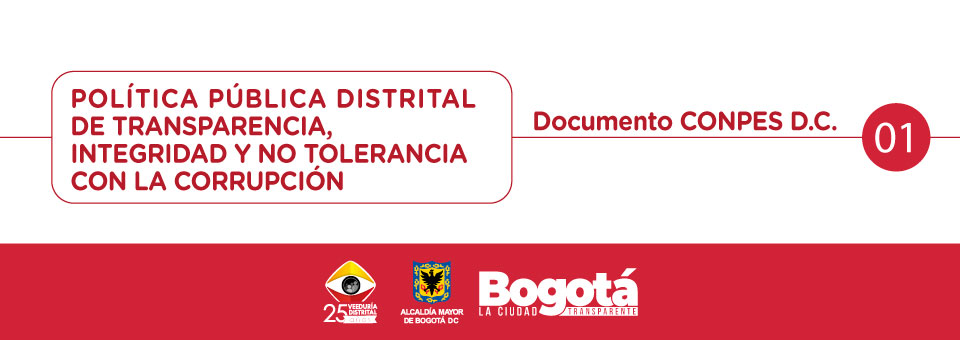 POLÍTICA PÚBLICA DISTRITAL
DE TRANSPARENCIA,
INTEGRIDAD Y NO TOLERANCIA
CON LA CORRUPCIÓN
Documento CONPES D.C.
01
25
VEEDURÍA
DISTRITAL
años
ALCALDÍA MAYOR
DE BOGOTÁ DC
Bogotá
LA CIUDAD TRANSPARENTE